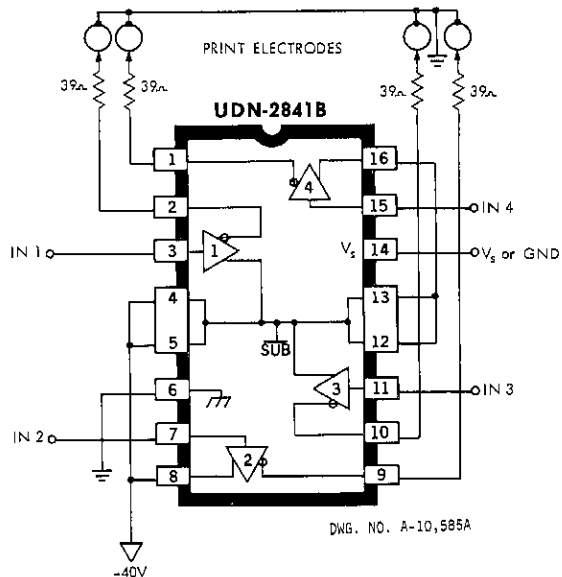 PRINT ELECTRODES
39Ω 39Ω 39Ω 39Ω
UDN-2841B
1 16
4
2 15 IN 4
IN 1 3 1 Vs 14 Vs or GND
4 13
5 SUB 12
3 11 IN 3
6
IN 2 7 10
8 2 9
DWG. NO. A-10,585A
-40V